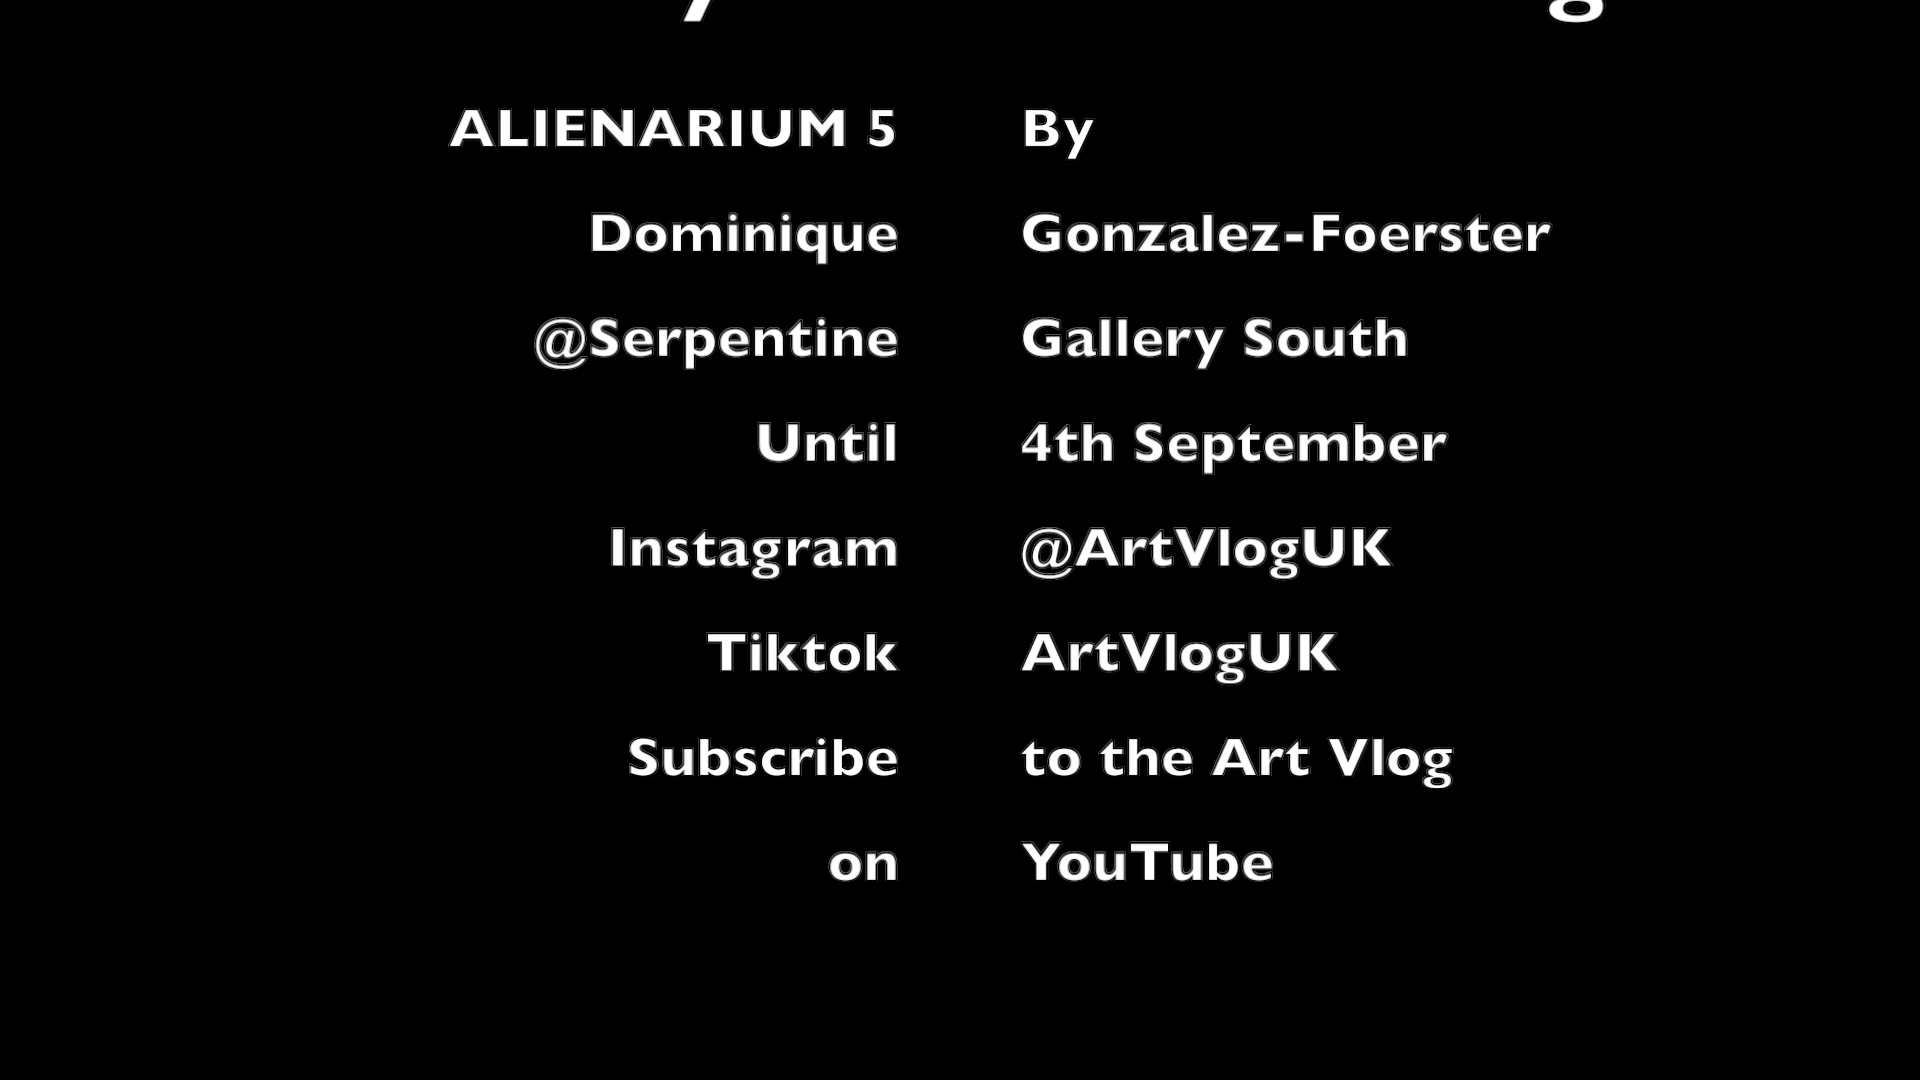 ALIENARIUM 5 By
Dominique Gonzalez-Foerster
@Serpentine Gallery South
Until 4th September
Instagram @ArtVlogUK
Tiktok ArtVlogUK
Subscribe to the Art Vlog
on YouTube